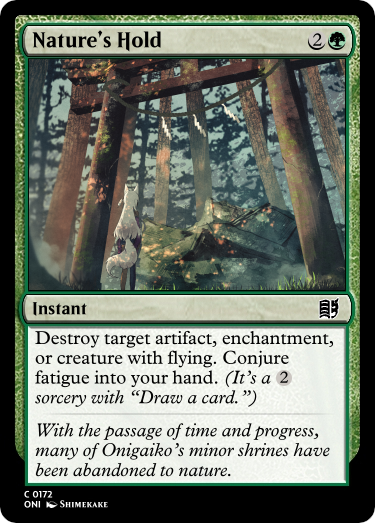 Nature's Hold 2
Instant
Destroy target artifact, enchantment,
or creature with flying. Conjure
fatigue into your hand. (It's a 2
sorcery with “Draw a card.”)
With the passage of time and progress,
many of Onigaiko's minor shrines have
been abandoned to nature.
C 0172
ONI SHIMEKAKE